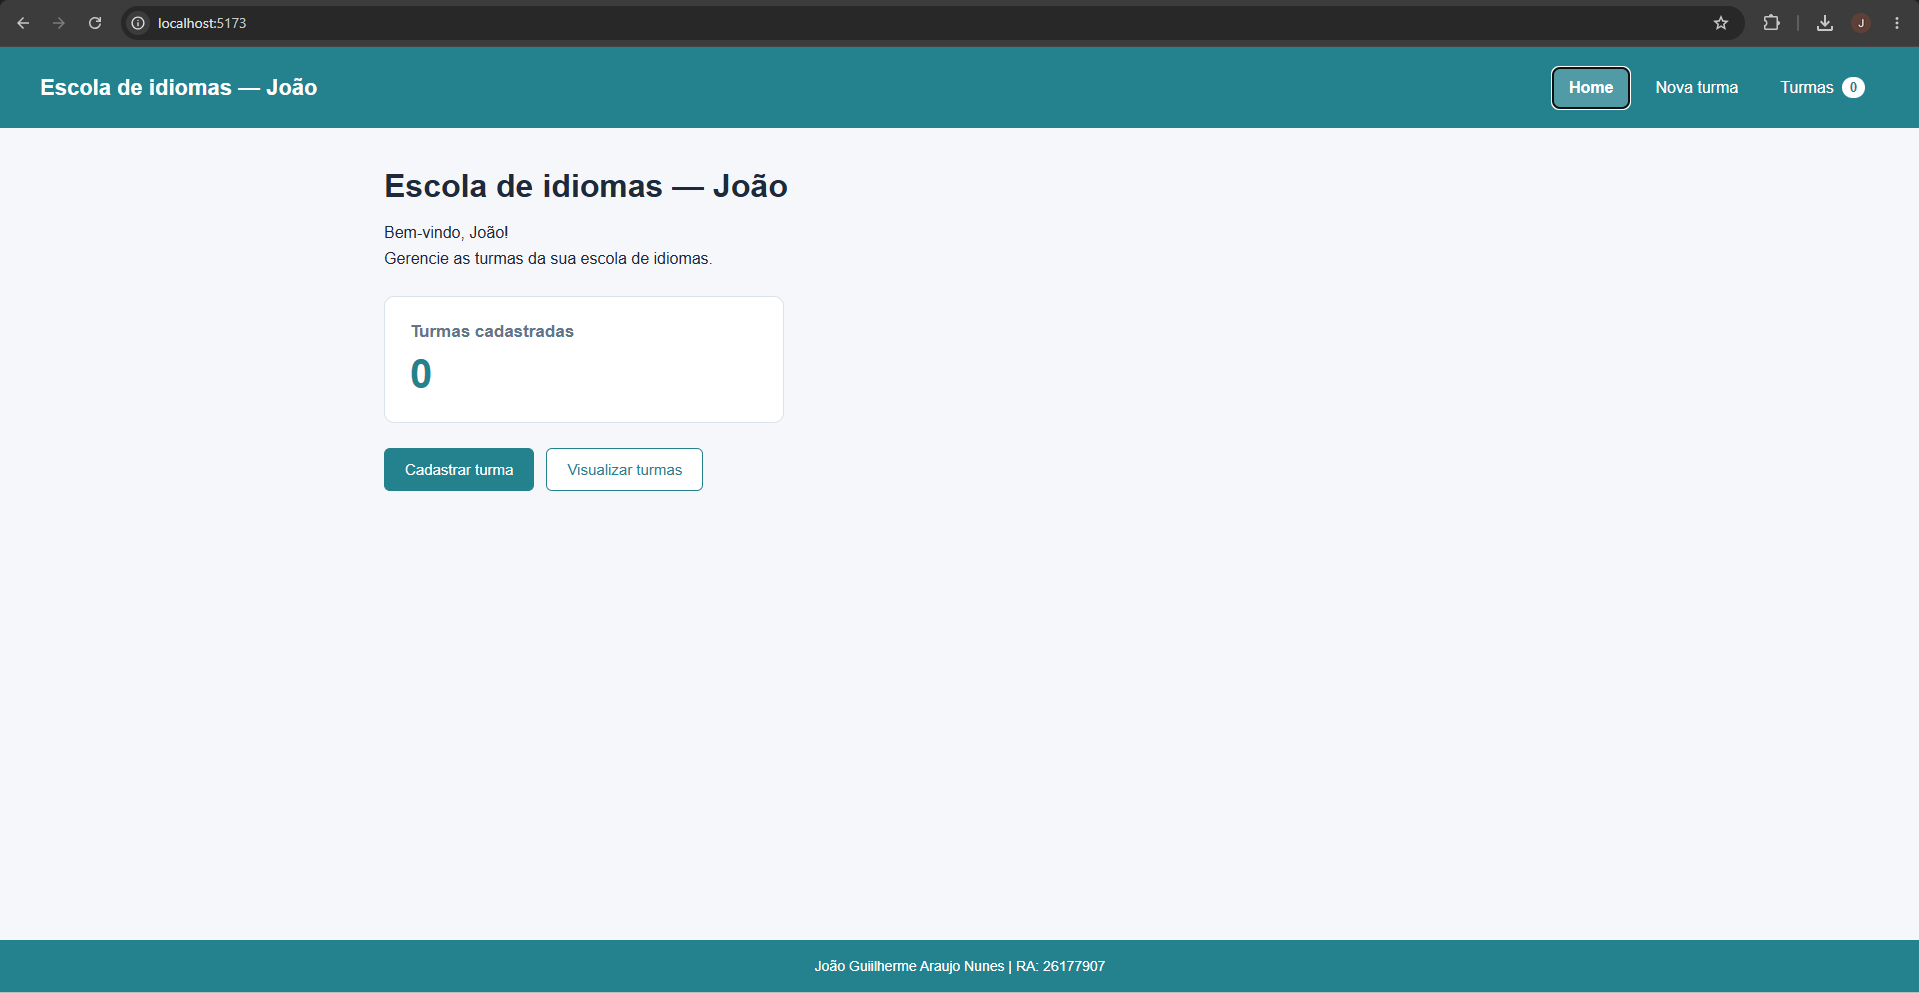 localhost:5173
J
Escola de idiomas — João
Home
Nova turma
Turmas 0
Escola de idiomas — João
Bem-vindo, João!
Gerencie as turmas da sua escola de idiomas.
Turmas cadastradas
0
Cadastrar turma
Visualizar turmas
João Guiilherme Araujo Nunes | RA: 26177907